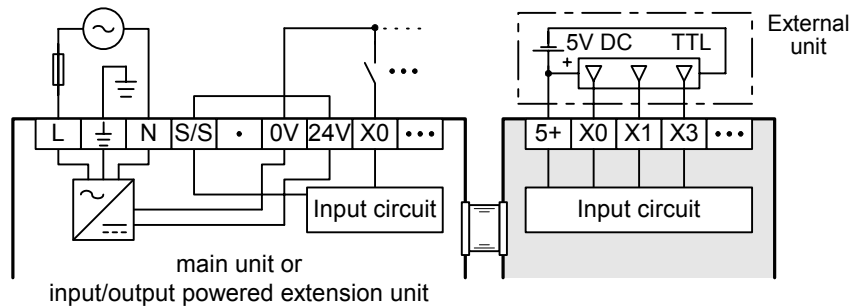 External
unit
5V DC TTL
+
L N S/S • 0V 24V X0 •••
5+ X0 X1 X3 •••
Input circuit
Input circuit
main unit or
input/output powered extension unit